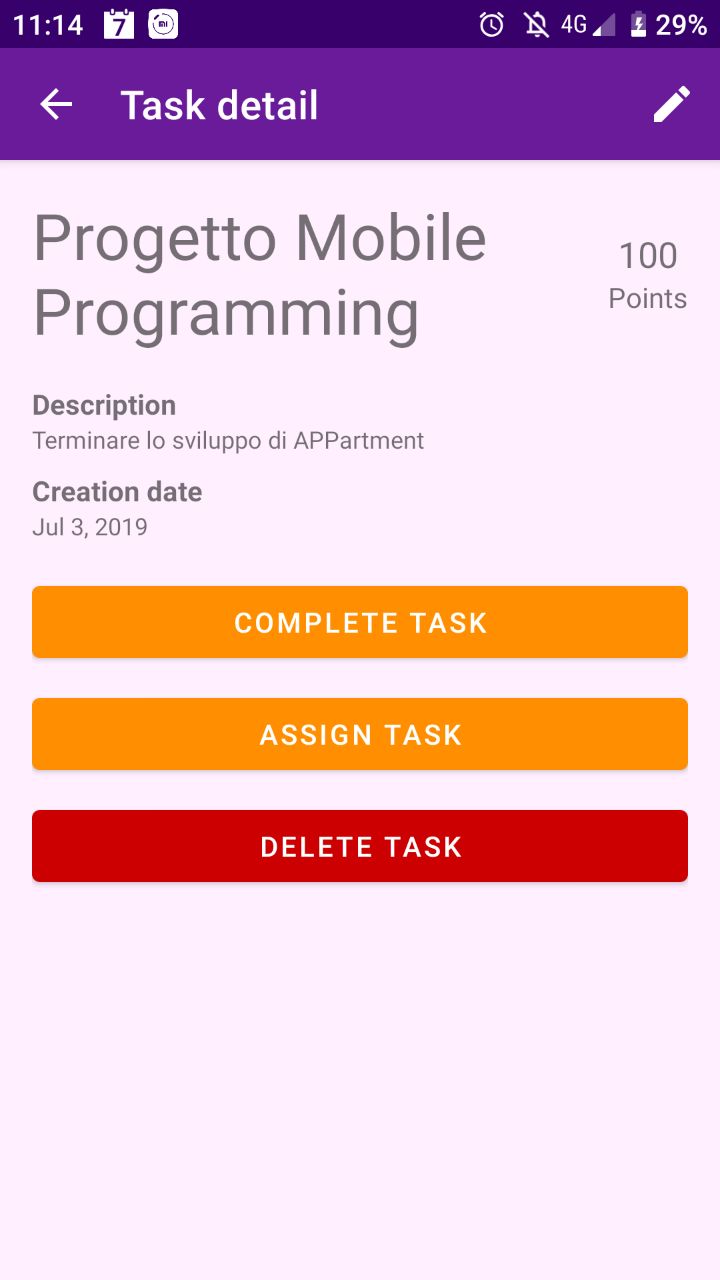 11:14 7 4G 29%
Task detail
Progetto Mobile
Programming
100
Points
Description
Terminare lo sviluppo di APPartment
Creation date
Jul 3, 2019
COMPLETE TASK
ASSIGN TASK
DELETE TASK